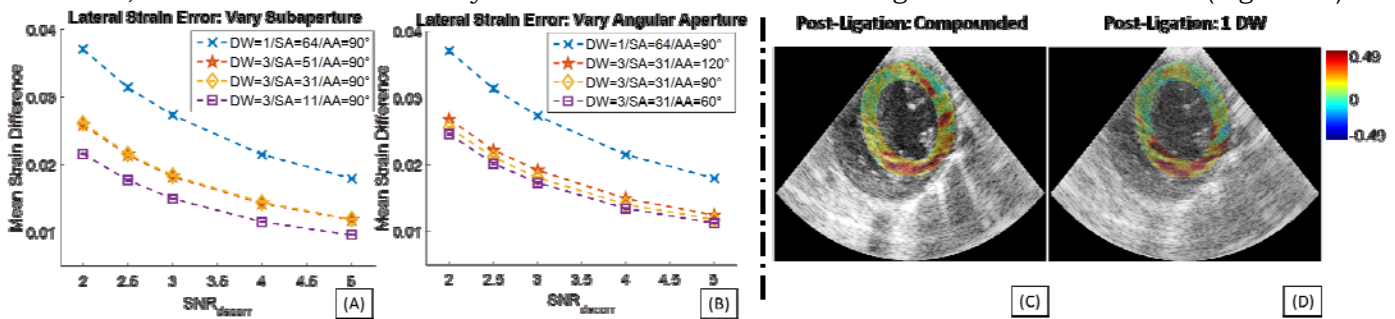 Lateral Strain Error: Vary Subaperture
0.04
0.03
0.02
0.01
Mean Strain Difference
DW=1/SA=64/AA=90°
DW=3/SA=51/AA=90°
DW=3/SA=31/AA=90°
DW=3/SA=11/AA=90°
2 2.5 3 3.5 4 4.5 5
SNR decorr
(A)
Lateral Strain Error: Vary Angular Aperture
0.04
0.03
0.02
0.01
Mean Strain Difference
DW=1/SA=64/AA=90°
DW=3/SA=31/AA=120°
DW=3/SA=31/AA=90°
DW=3/SA=31/AA=60°
2 2.5 3 3.5 4 4.5 5
SNR decorr
(B)
Post-Ligation: Compounded
(C)
Post-Ligation: 1 DW
(D)
0.49
0
-0.49